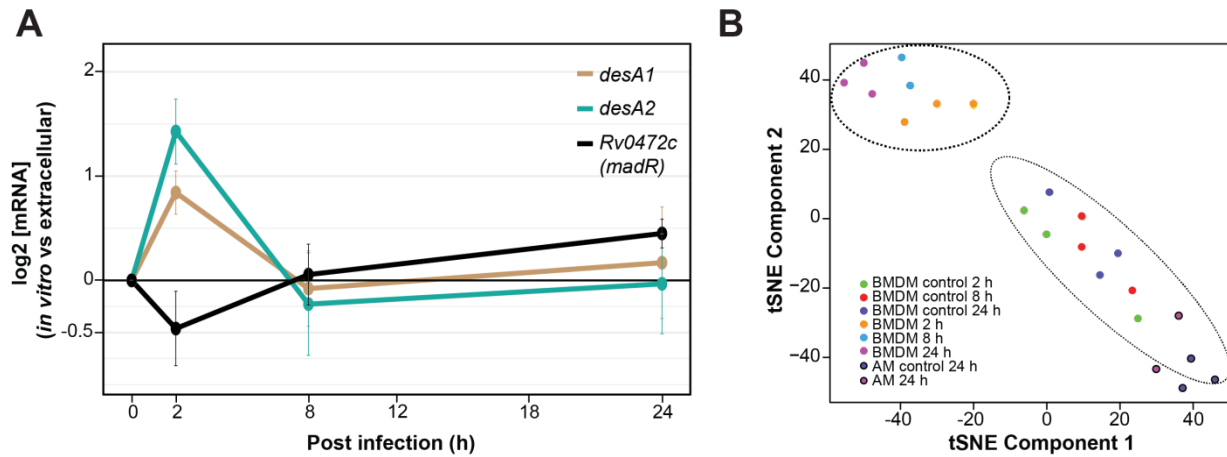 A
log2 [mRNA]
(in vitro vs extracellular)
2
1
0
-0.5
desA1
desA2
Rv0472c
(madR)
0 2 8 12 18 24
Post infection (h)
B
tSNE Component 2
40
20
0
−20
−40
BMDM control 2 h
BMDM control 8 h
BMDM control 24 h
BMDM 2 h
BMDM 8 h
BMDM 24 h
AM control 24 h
AM 24 h
-40 -20 0 20 40
tSNE Component 1